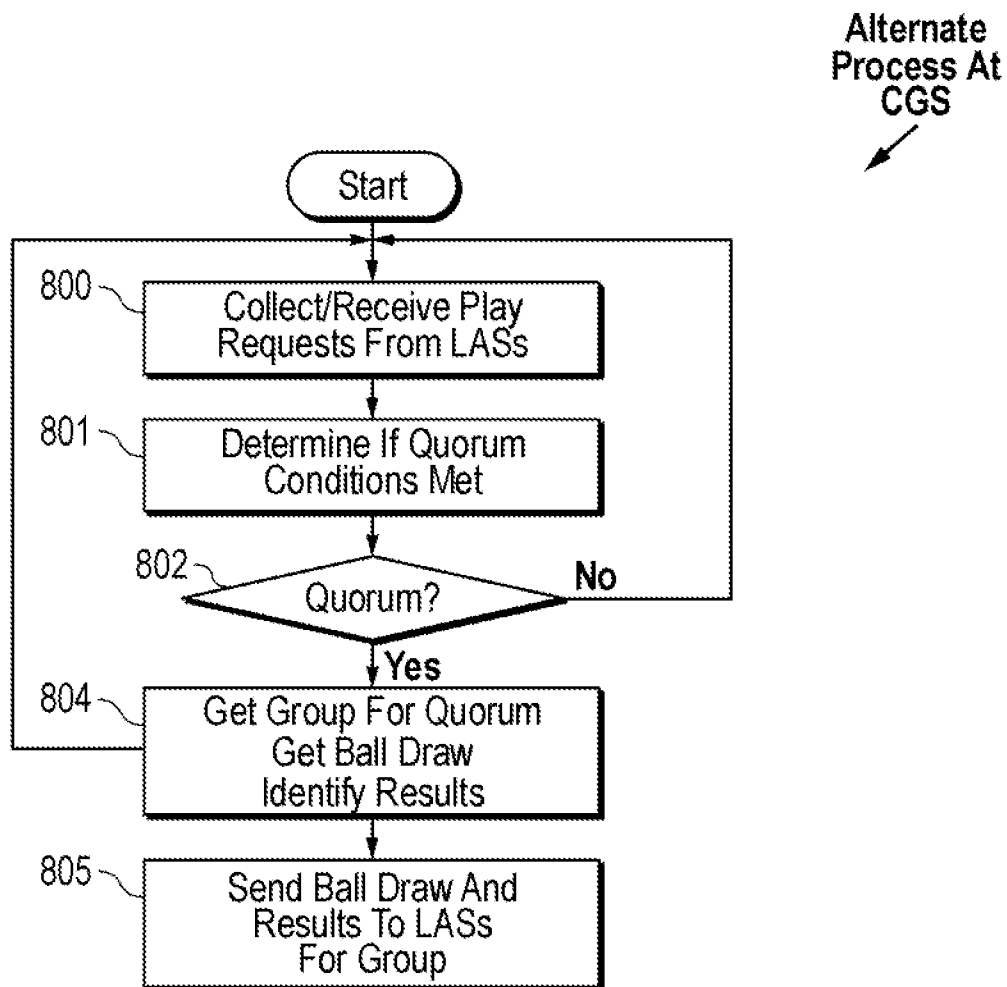 Alternate
Process At
CGS
Start
800
Collect/Receive Play
Requests From LASs
801
Determine If Quorum
Conditions Met
802
Quorum?
No
Yes
804
Get Group For Quorum
Get Ball Draw
Identify Results
805
Send Ball Draw And
Results To LASs
For Group